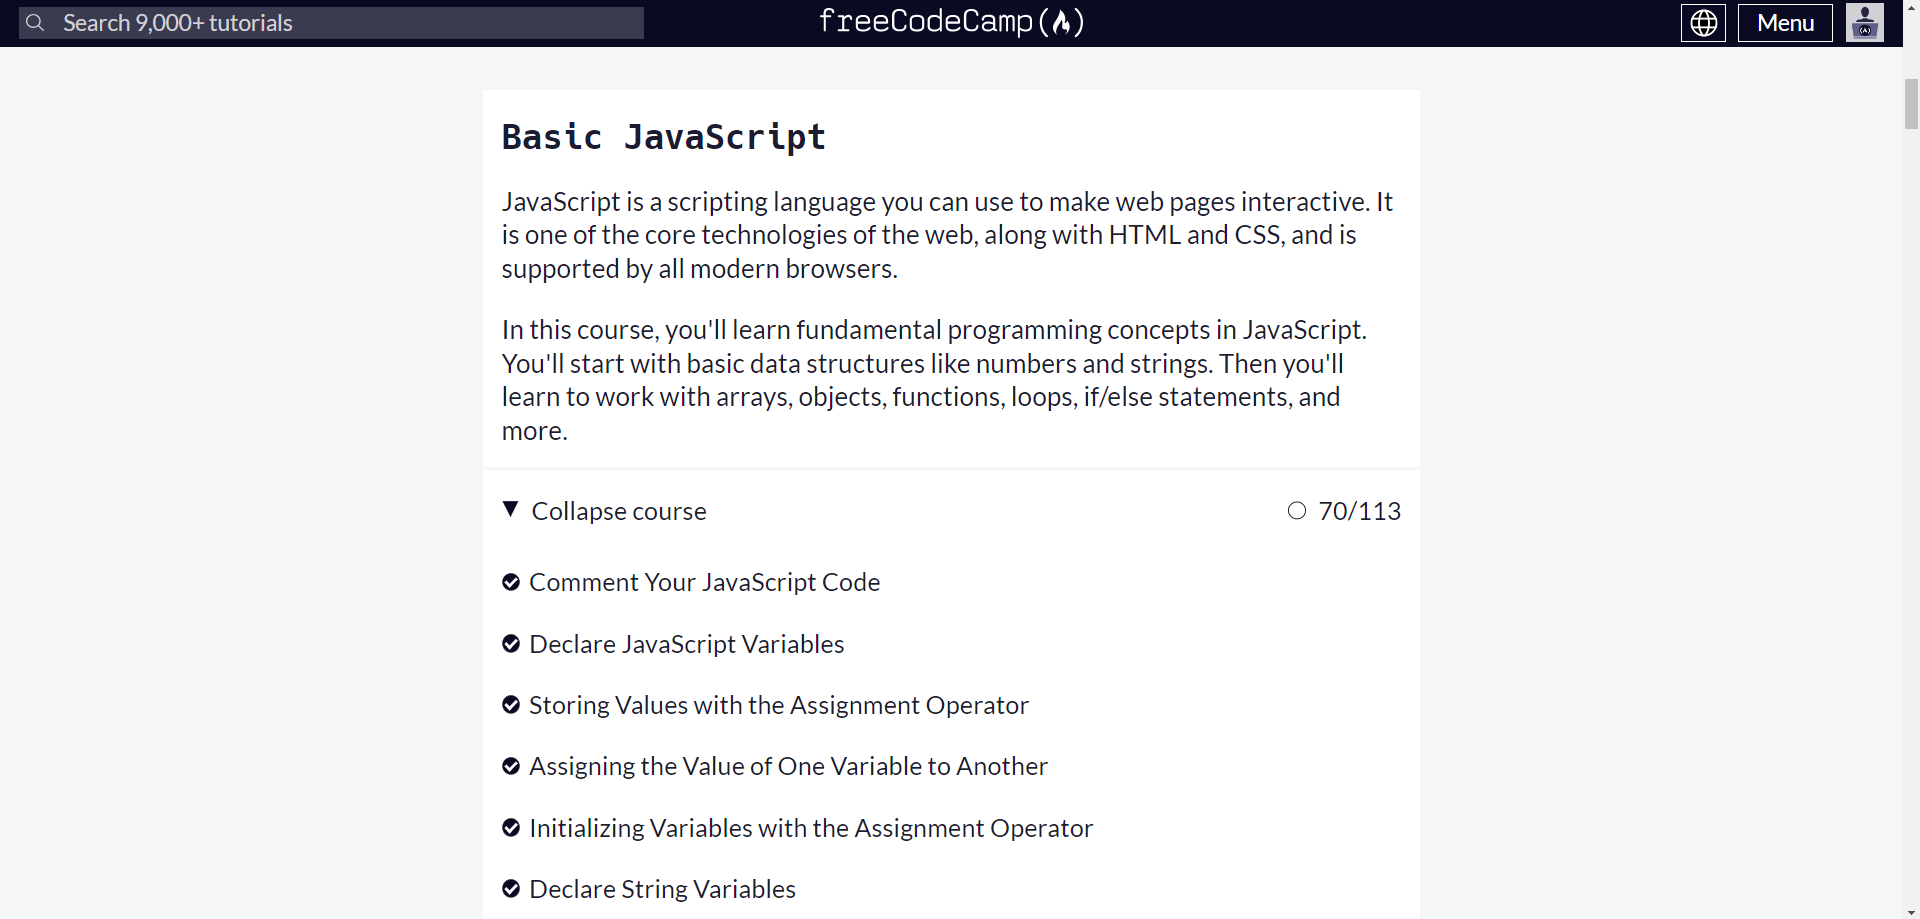 Search 9,000+ tutorials
freeCodeCamp(🔥)
Menu
Basic JavaScript
JavaScript is a scripting language you can use to make web pages interactive. It
is one of the core technologies of the web, along with HTML and CSS, and is
supported by all modern browsers.
In this course, you'll learn fundamental programming concepts in JavaScript.
You'll start with basic data structures like numbers and strings. Then you'll
learn to work with arrays, objects, functions, loops, if/else statements, and
more.
Collapse course
70/113
Comment Your JavaScript Code
Declare JavaScript Variables
Storing Values with the Assignment Operator
Assigning the Value of One Variable to Another
Initializing Variables with the Assignment Operator
Declare String Variables